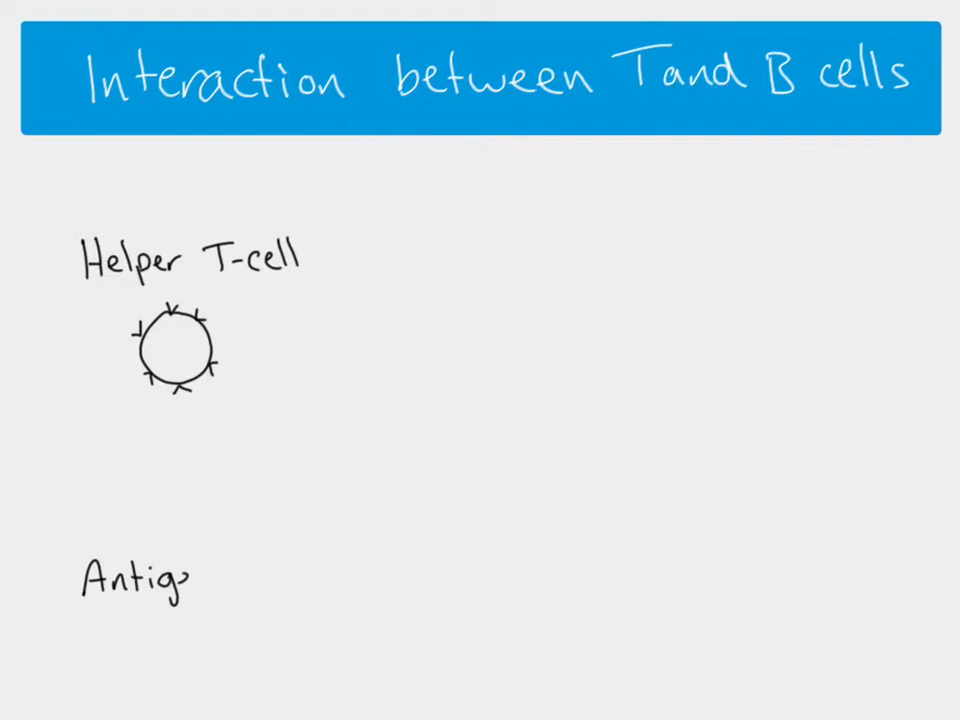 Interaction between T and B cells
Helper T-cell
Antig